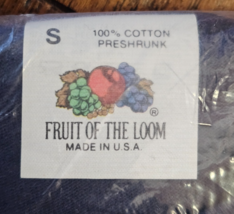 S
100% COTTON
PRESHRUNK
®
FRUIT OF THE LOOM
MADE IN U.S.A.